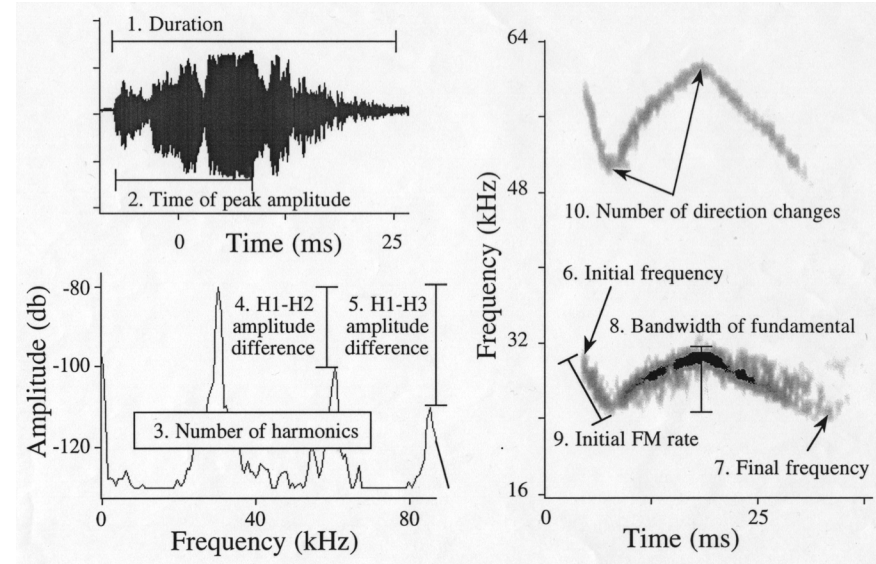 1. Duration
2. Time of peak amplitude
0 25
Time (ms)
Amplitude (db)
-80
-100
-120
4. H1-H2
amplitude
difference
5. H1-H3
amplitude
difference
3. Number of harmonics
0 40 80
Frequency (kHz)
Frequency (kHz)
64
48
32
16
10. Number of direction changes
6. Initial frequency
8. Bandwidth of fundamental
9. Initial FM rate
7. Final frequency
0 25
Time (ms)